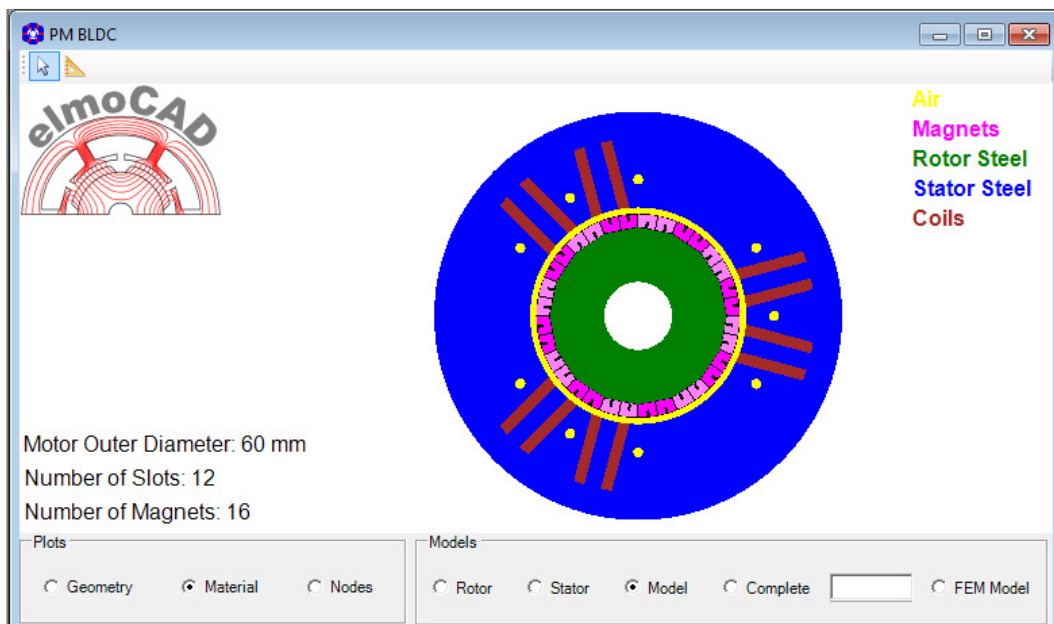 PM BLDC
elmoCAD
Air
Magnets
Rotor Steel
Stator Steel
Coils
Motor Outer Diameter: 60 mm
Number of Slots: 12
Number of Magnets: 16
Plots
Geometry Material Nodes
Models
Rotor Stator Model Complete FEM Model